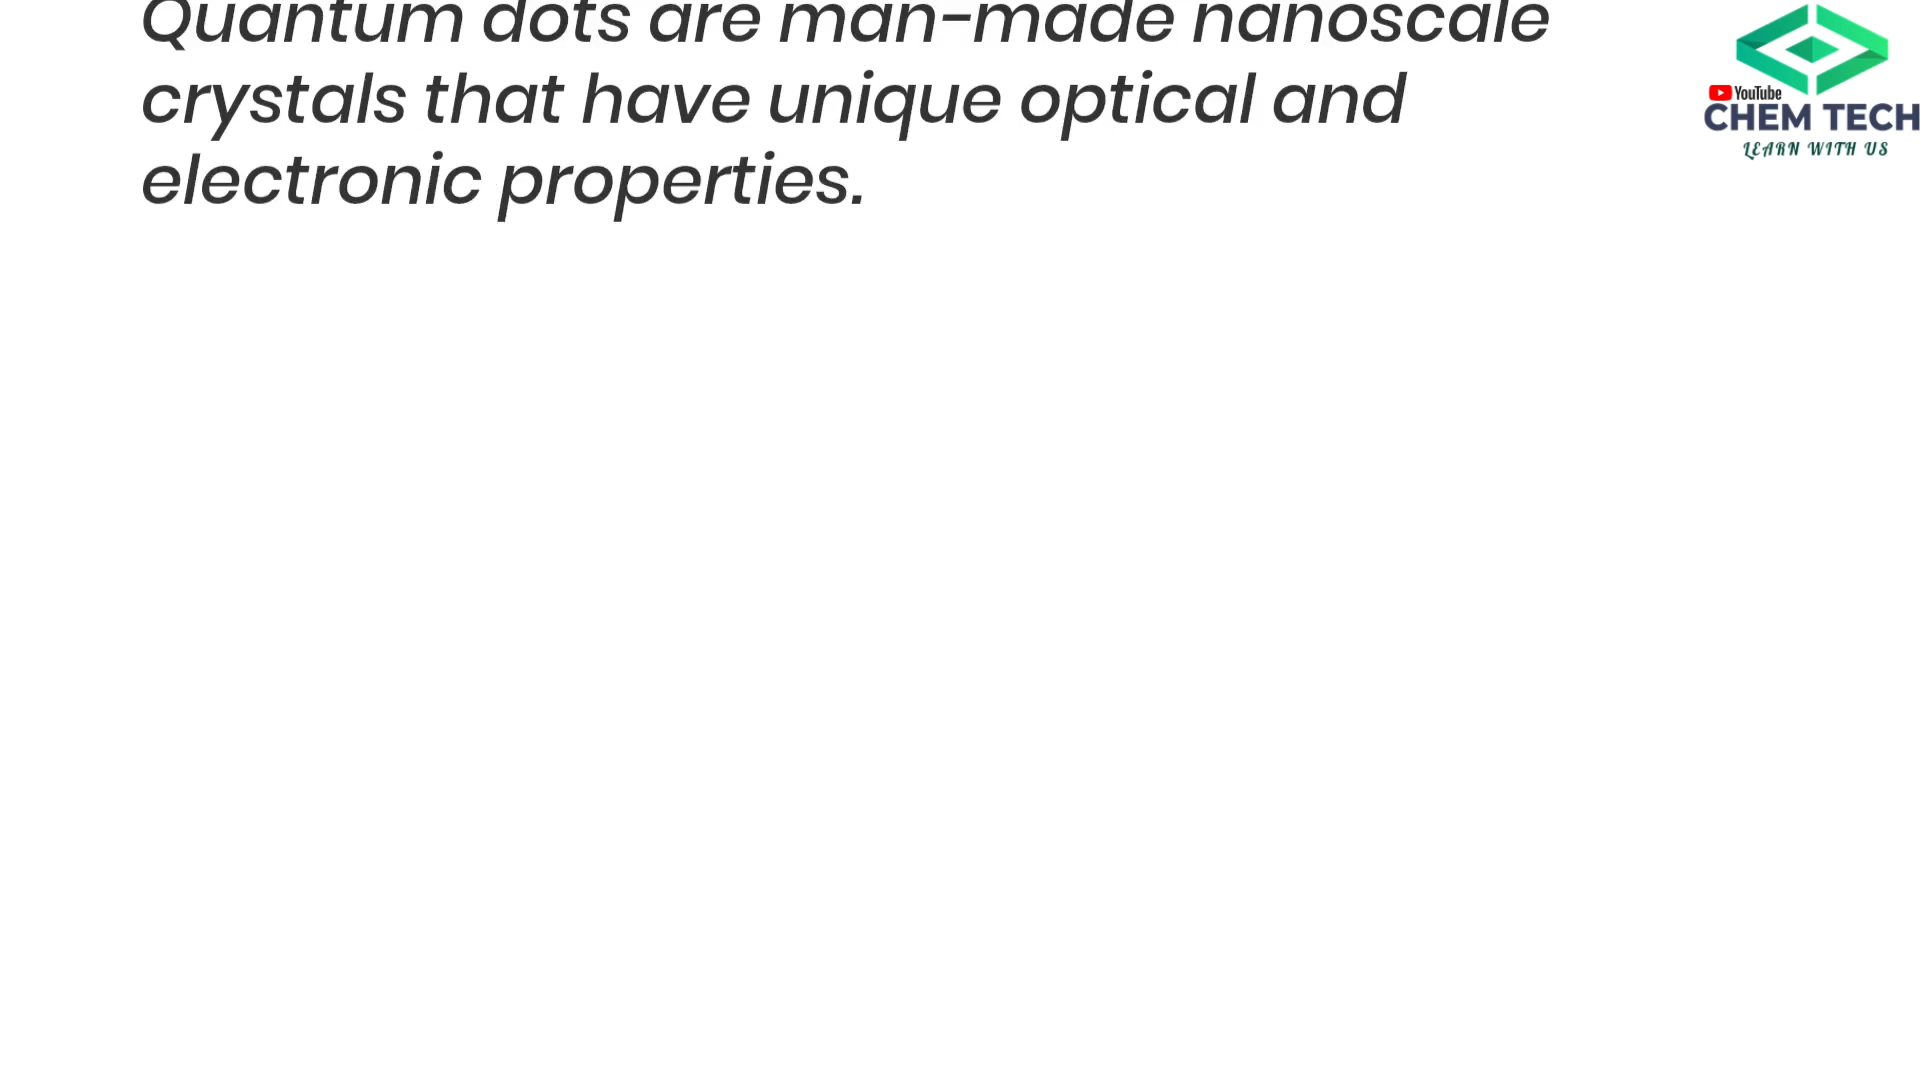 Quantum dots are man-made nanoscale
crystals that have unique optical and
electronic properties.
YouTube
CHEM TECH
LEARN WITH US